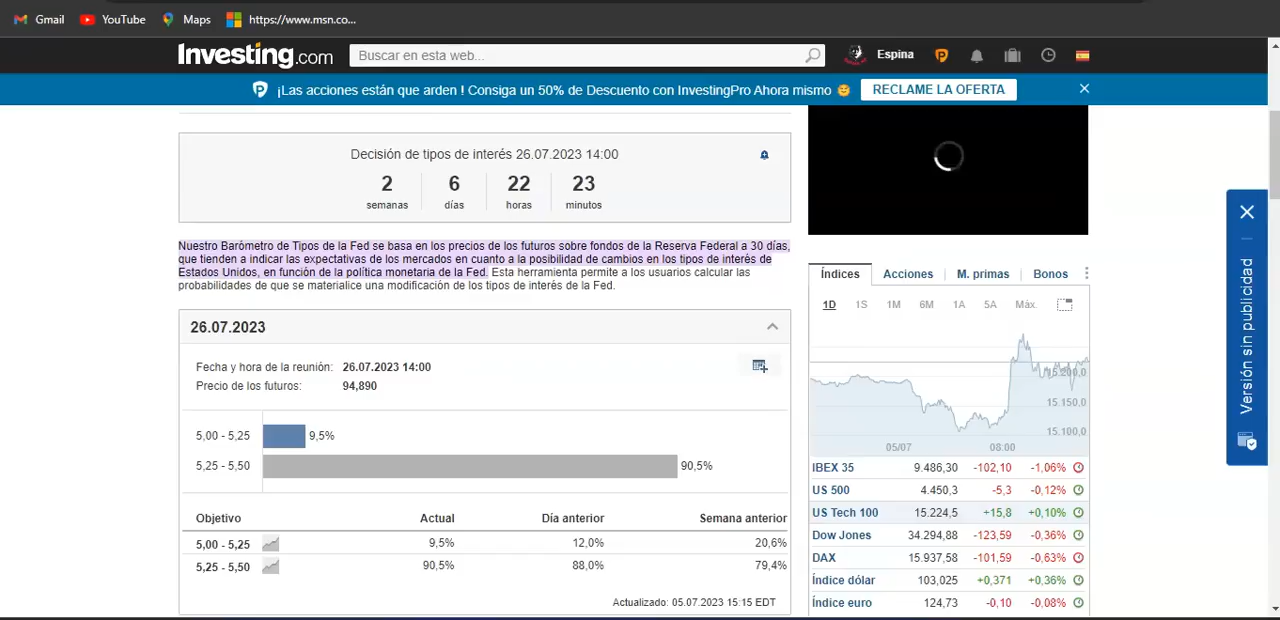 Gmail YouTube Maps https://www.msn.co...
Investing.com Buscar en esta web... Espina
¡Las acciones están que arden ! Consiga un 50% de Descuento con InvestingPro Ahora mismo RECLAME LA OFERTA
Decisión de tipos de interés 26.07.2023 14:00
2 6 22 23
semanas días horas minutos
Nuestro Barómetro de Tipos de la Fed se basa en los precios de los futuros sobre fondos de la Reserva Federal a 30 días,
que tienden a indicar las expectativas de los mercados en cuanto a la posibilidad de cambios en los tipos de interés de
Estados Unidos, en función de la política monetaria de la Fed. Esta herramienta permite a los usuarios calcular las
probabilidades de que se materialice una modificación de los tipos de interés de la Fed.
26.07.2023
Fecha y hora de la reunión: 26.07.2023 14:00
Precio de los futuros: 94,890
5,00 - 5,25 9,5%
5,25 - 5,50 90,5%
Objetivo Actual Día anterior Semana anterior
5,00 - 5,25 9,5% 12,0% 20,6%
5,25 - 5,50 90,5% 88,0% 79,4%
Actualizado: 05.07.2023 15:15 EDT
Índices Acciones M. primas Bonos
1D 1S 1M 6M 1A 5A Máx.
15.200,0
15.150,0
15.100,0
05/07 08:00
IBEX 35 9.486,30 -102,10 -1,06%
US 500 4.450,3 -5,3 -0,12%
US Tech 100 15.224,5 +15,8 +0,10%
Dow Jones 34.294,88 -123,59 -0,36%
DAX 15.937,58 -101,59 -0,63%
Índice dólar 103,025 +0,371 +0,36%
Índice euro 124,73 -0,10 -0,08%
Versión sin publicidad